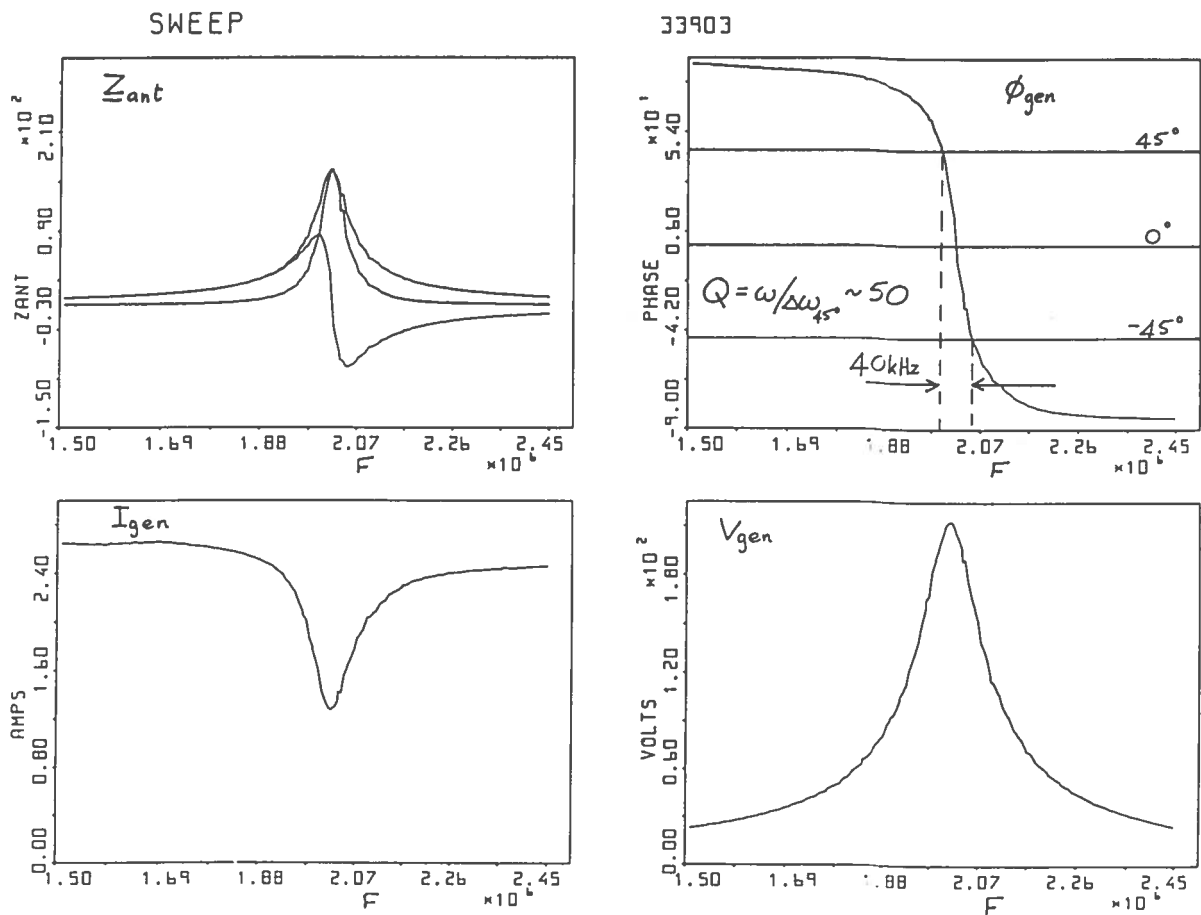 SWEEP
33903
Z ant
×10²
2.10
0.90
-0.30
-1.50
ZANT
1.50 1.69 1.88 2.07 2.26 2.45
F ×10⁶
ϕgen
×10¹
5.40
0.60
-4.20
-9.00
PHASE
45°
0°
-45°
Q = ω/Δω45° ~ 50
40kHz
1.50 1.69 1.88 2.07 2.26 2.45
F ×10⁶
Igen
2.40
1.60
0.80
0.00
AMPS
1.50 1.69 1.88 2.07 2.26 2.45
F ×10⁶
Vgen
×10²
1.80
1.20
0.60
0.00
VOLTS
1.50 1.69 1.88 2.07 2.26 2.45
F ×10⁶